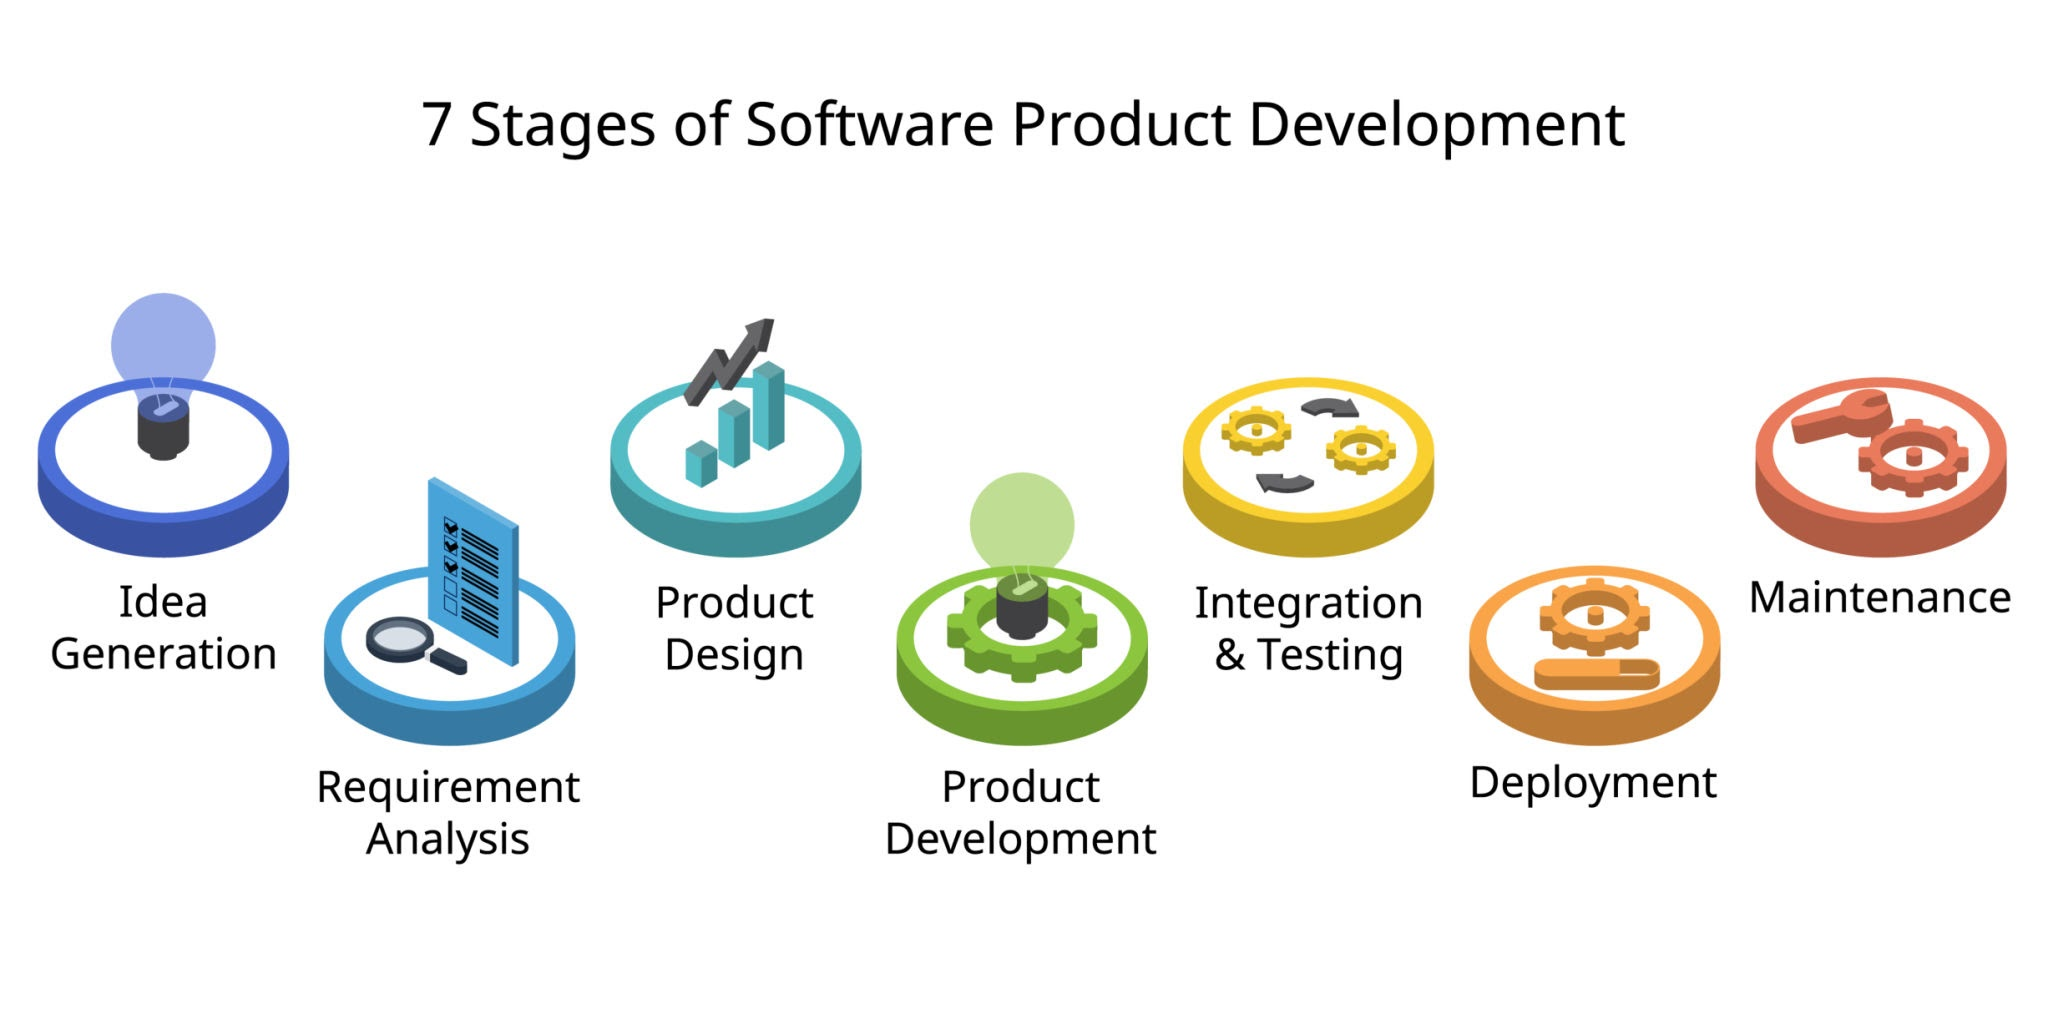 7 Stages of Software Product Development
Idea
Generation
Requirement
Analysis
Product
Design
Product
Development
Integration
& Testing
Deployment
Maintenance